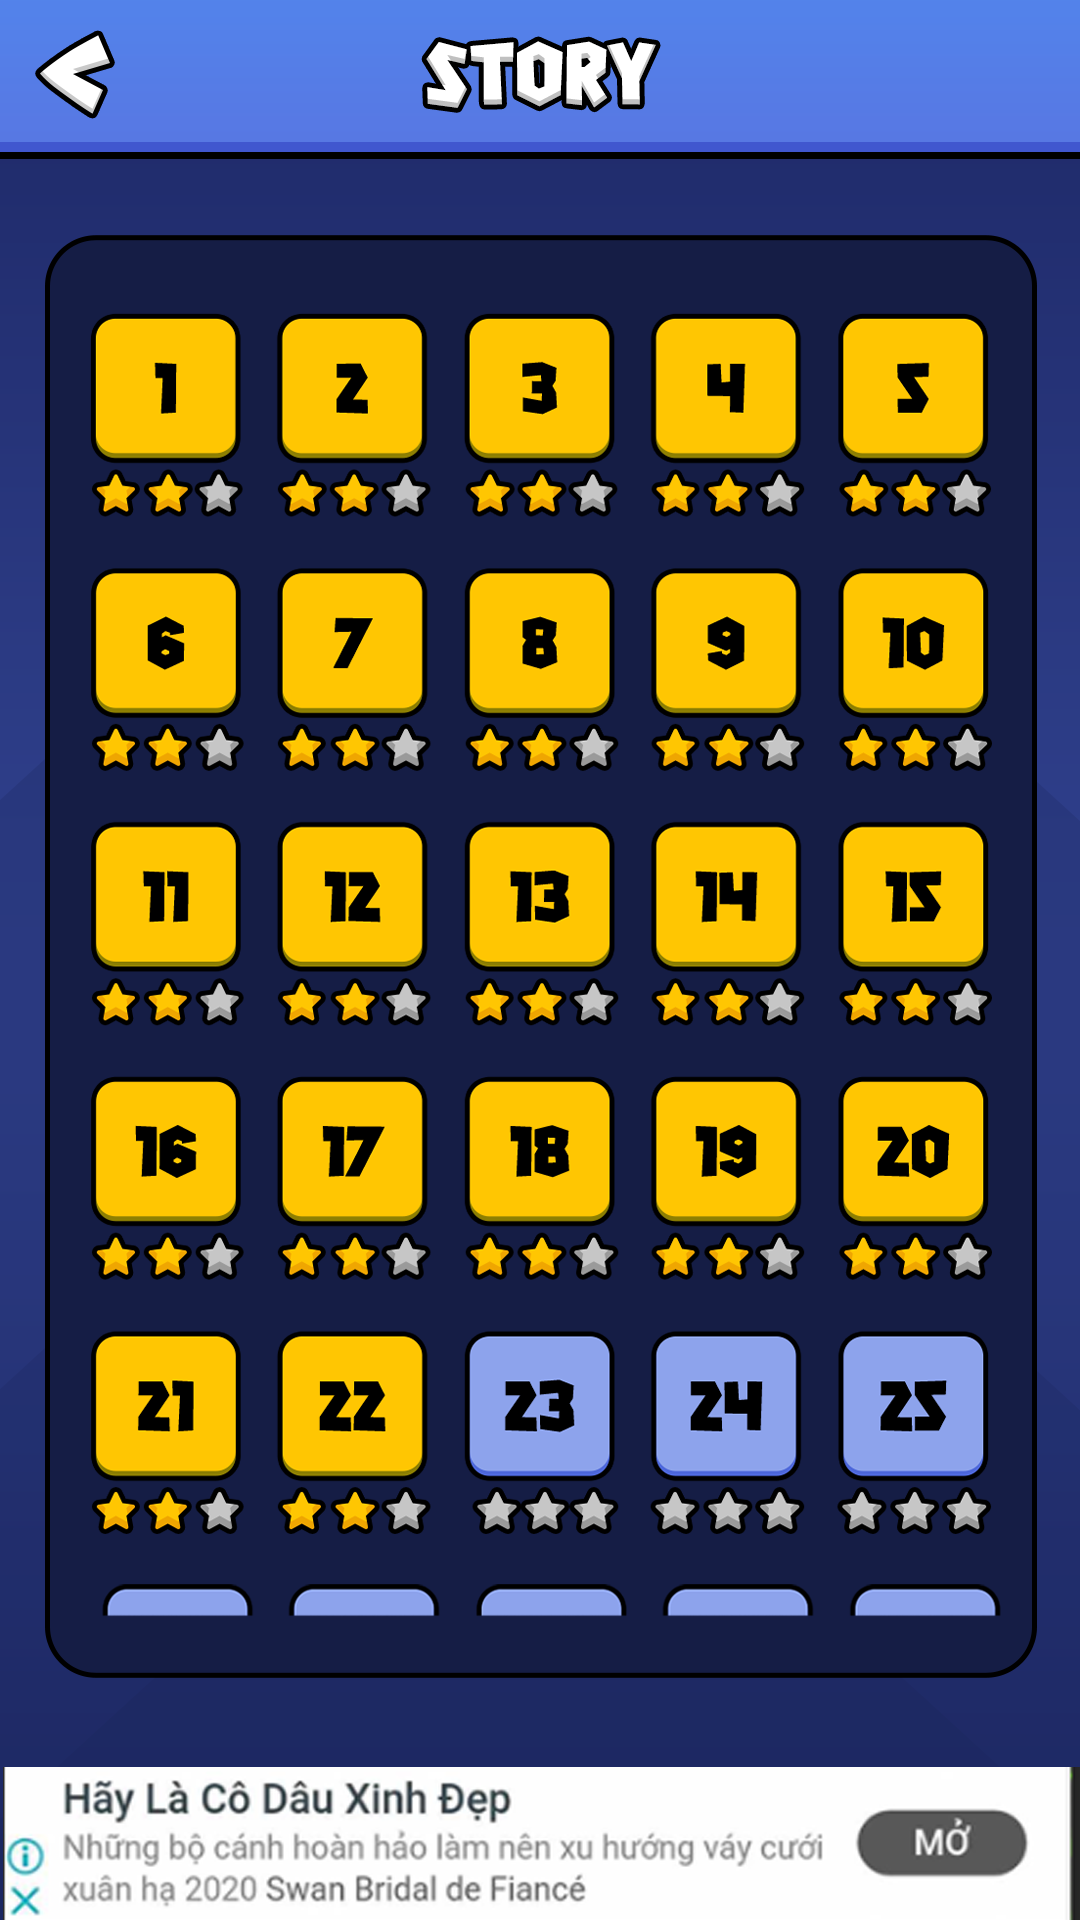 STORY
1 2 3 4 5
6 7 8 9 10
11 12 13 14 15
16 17 18 19 20
21 22 23 24 25
Hãy Là Cô Dâu Xinh Đẹp
Những bộ cánh hoàn hảo làm nên xu hướng váy cưới
xuân hạ 2020 Swan Bridal de Fiancé
MỞ